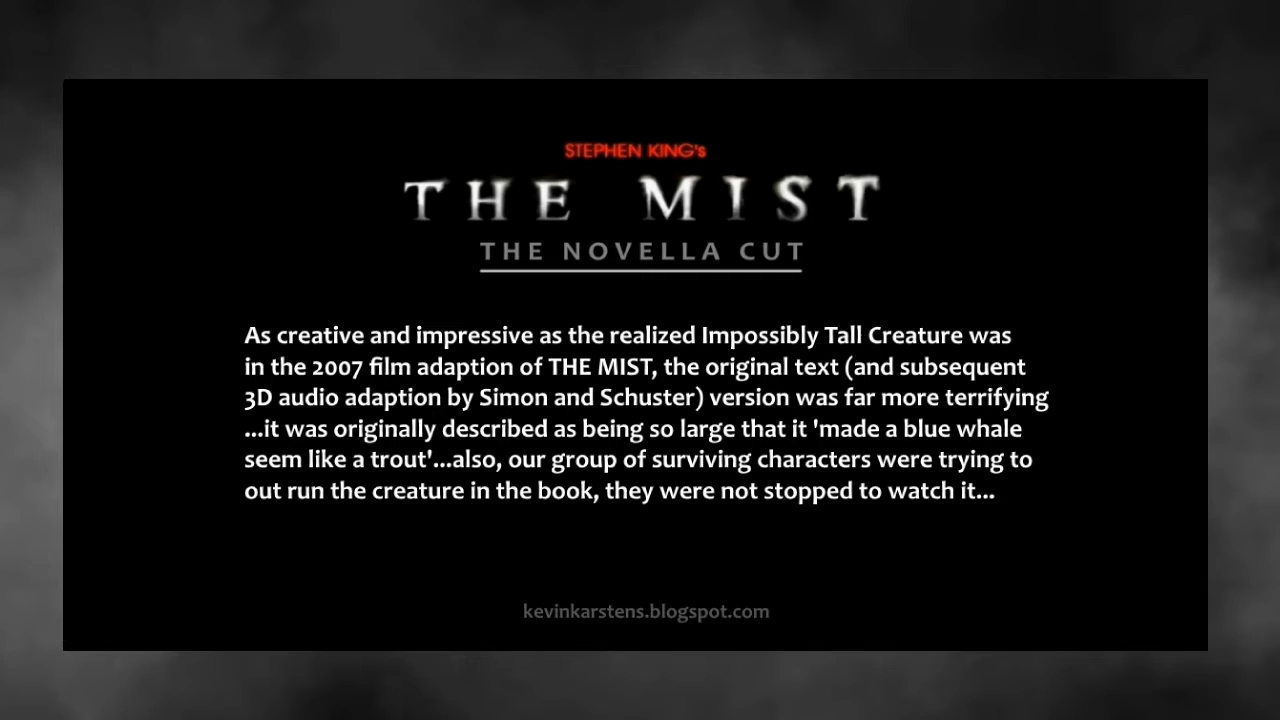 STEPHEN KING's
THE MIST
THE NOVELLA CUT
As creative and impressive as the realized Impossibly Tall Creature was
in the 2007 film adaption of THE MIST, the original text (and subsequent
3D audio adaption by Simon and Schuster) version was far more terrifying
...it was originally described as being so large that it 'made a blue whale
seem like a trout'...also, our group of surviving characters were trying to
out run the creature in the book, they were not stopped to watch it...
kevinkarstens.blogspot.com